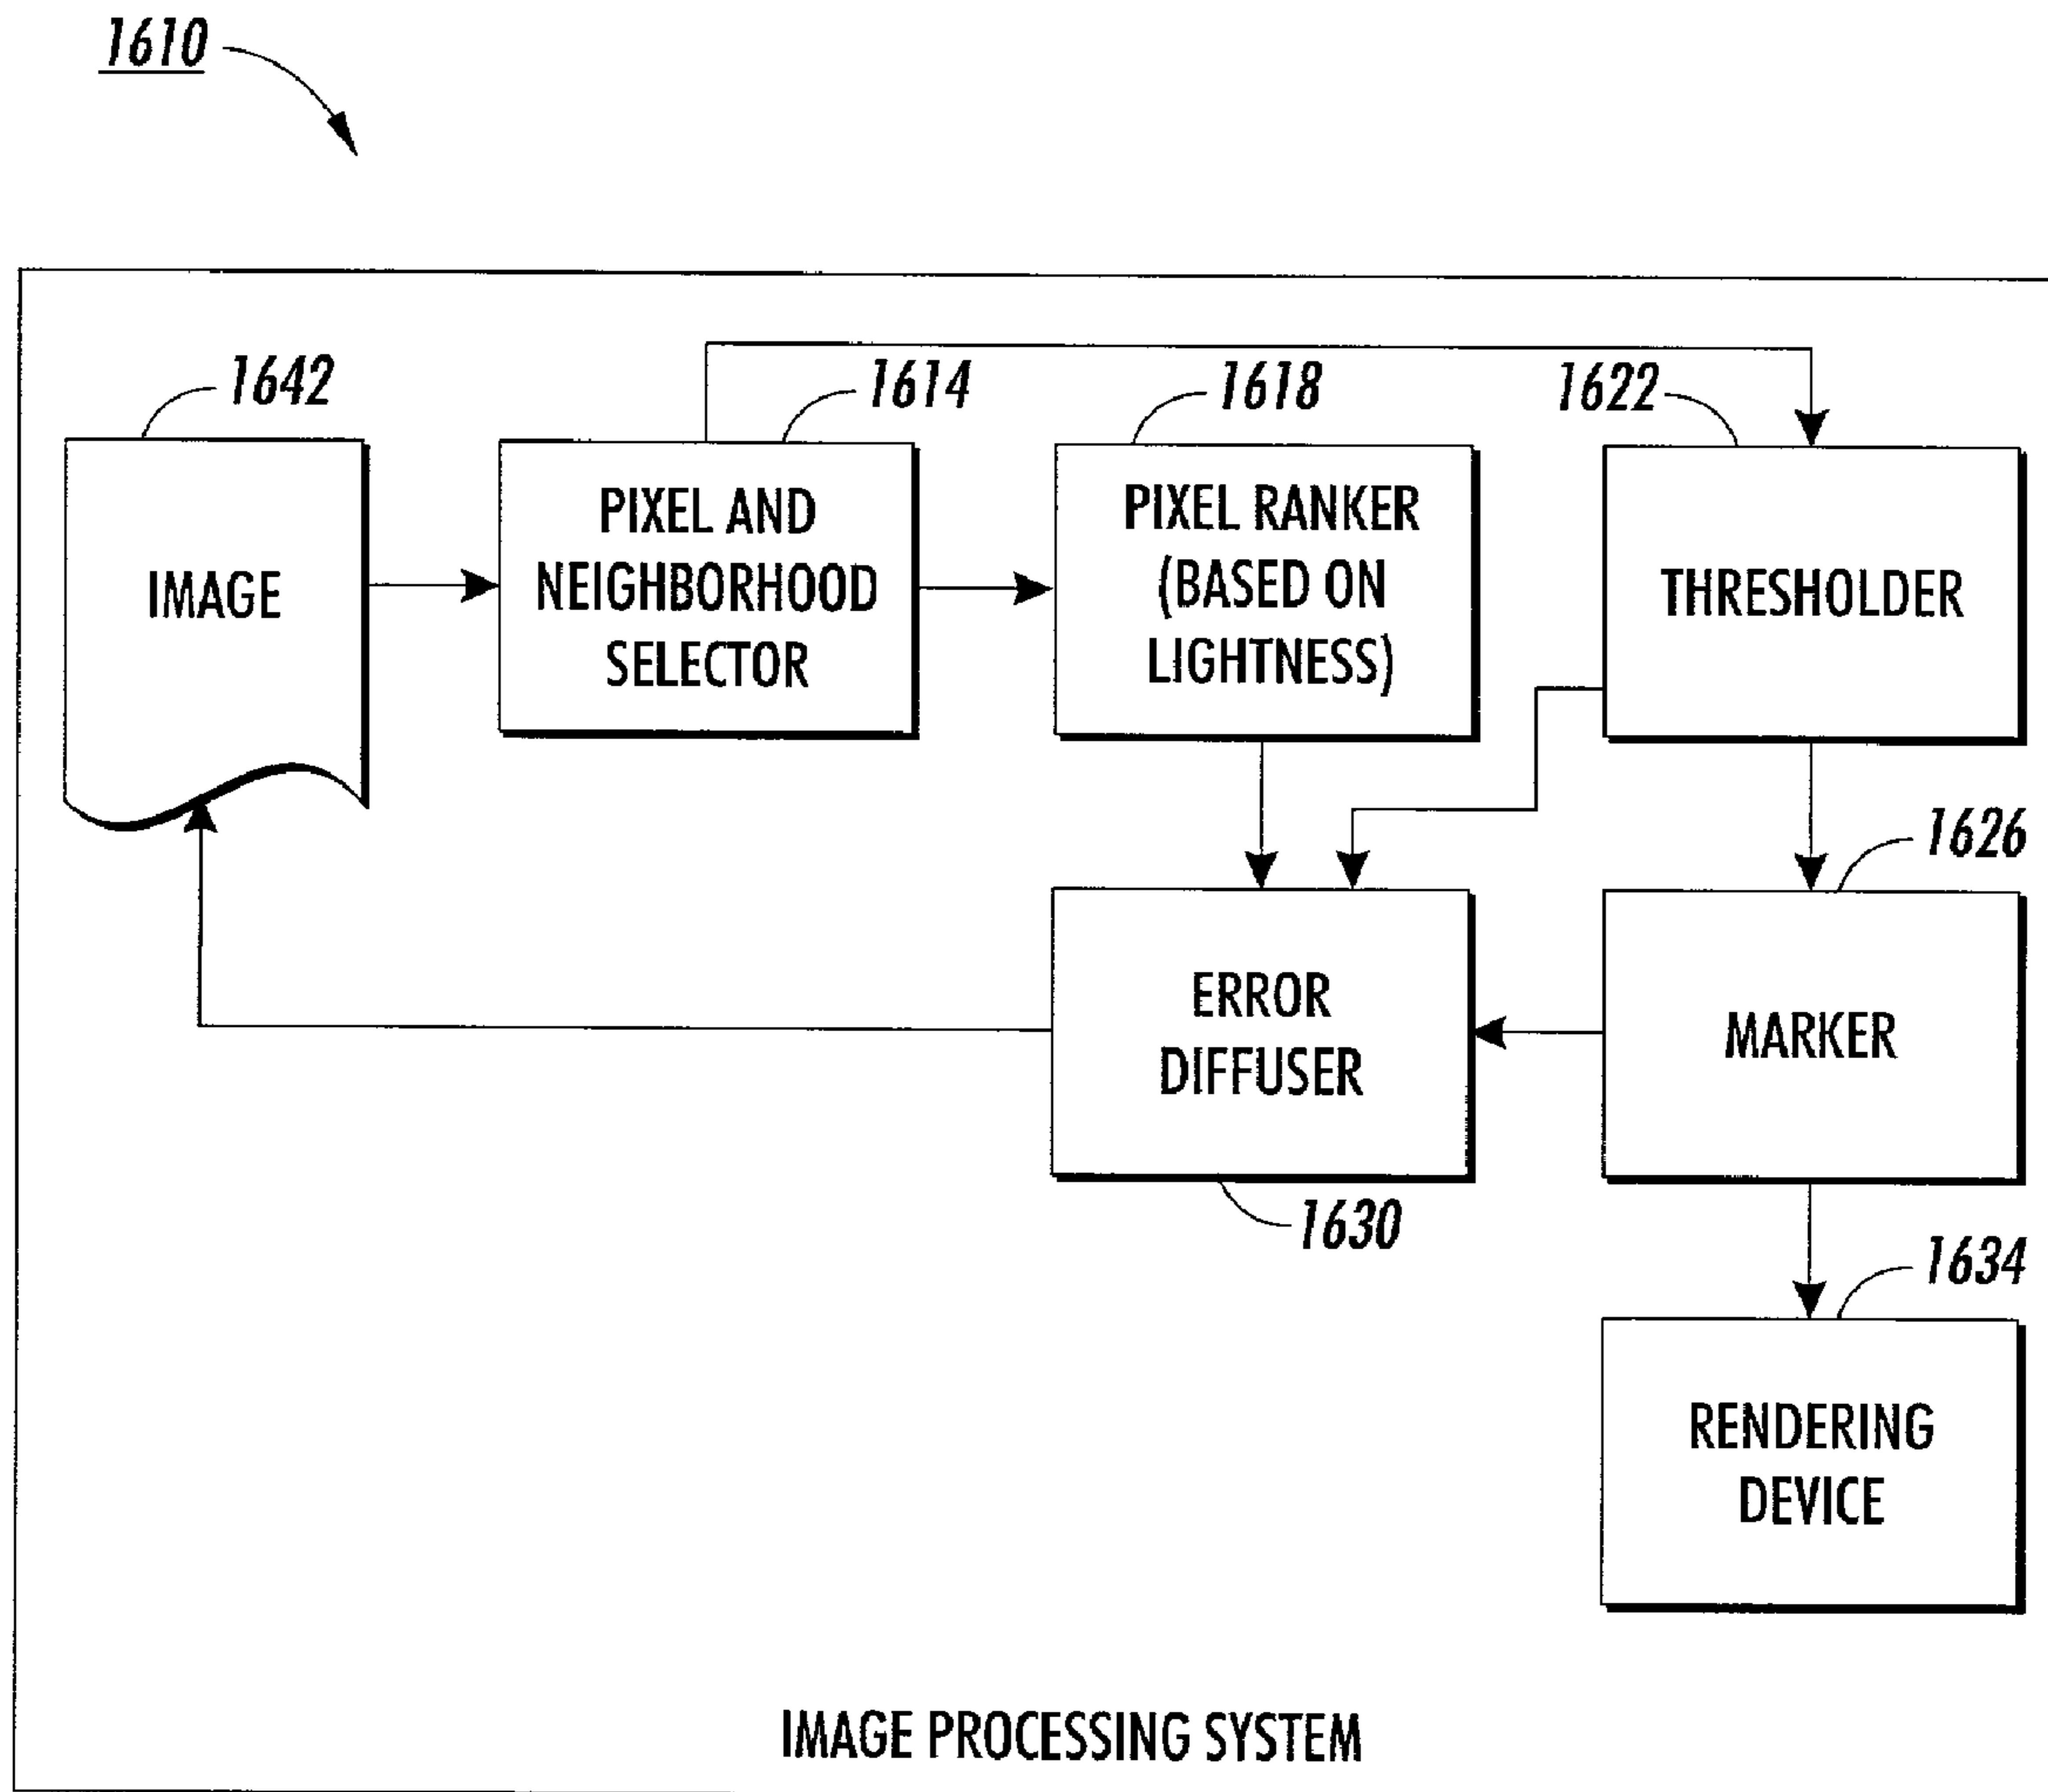 1610
1642
1614
1618
1622
IMAGE
PIXEL AND
NEIGHBORHOOD
SELECTOR
PIXEL RANKER
(BASED ON
LIGHTNESS)
THRESHOLDER
1626
ERROR
DIFFUSER
MARKER
1630
1634
RENDERING
DEVICE
IMAGE PROCESSING SYSTEM